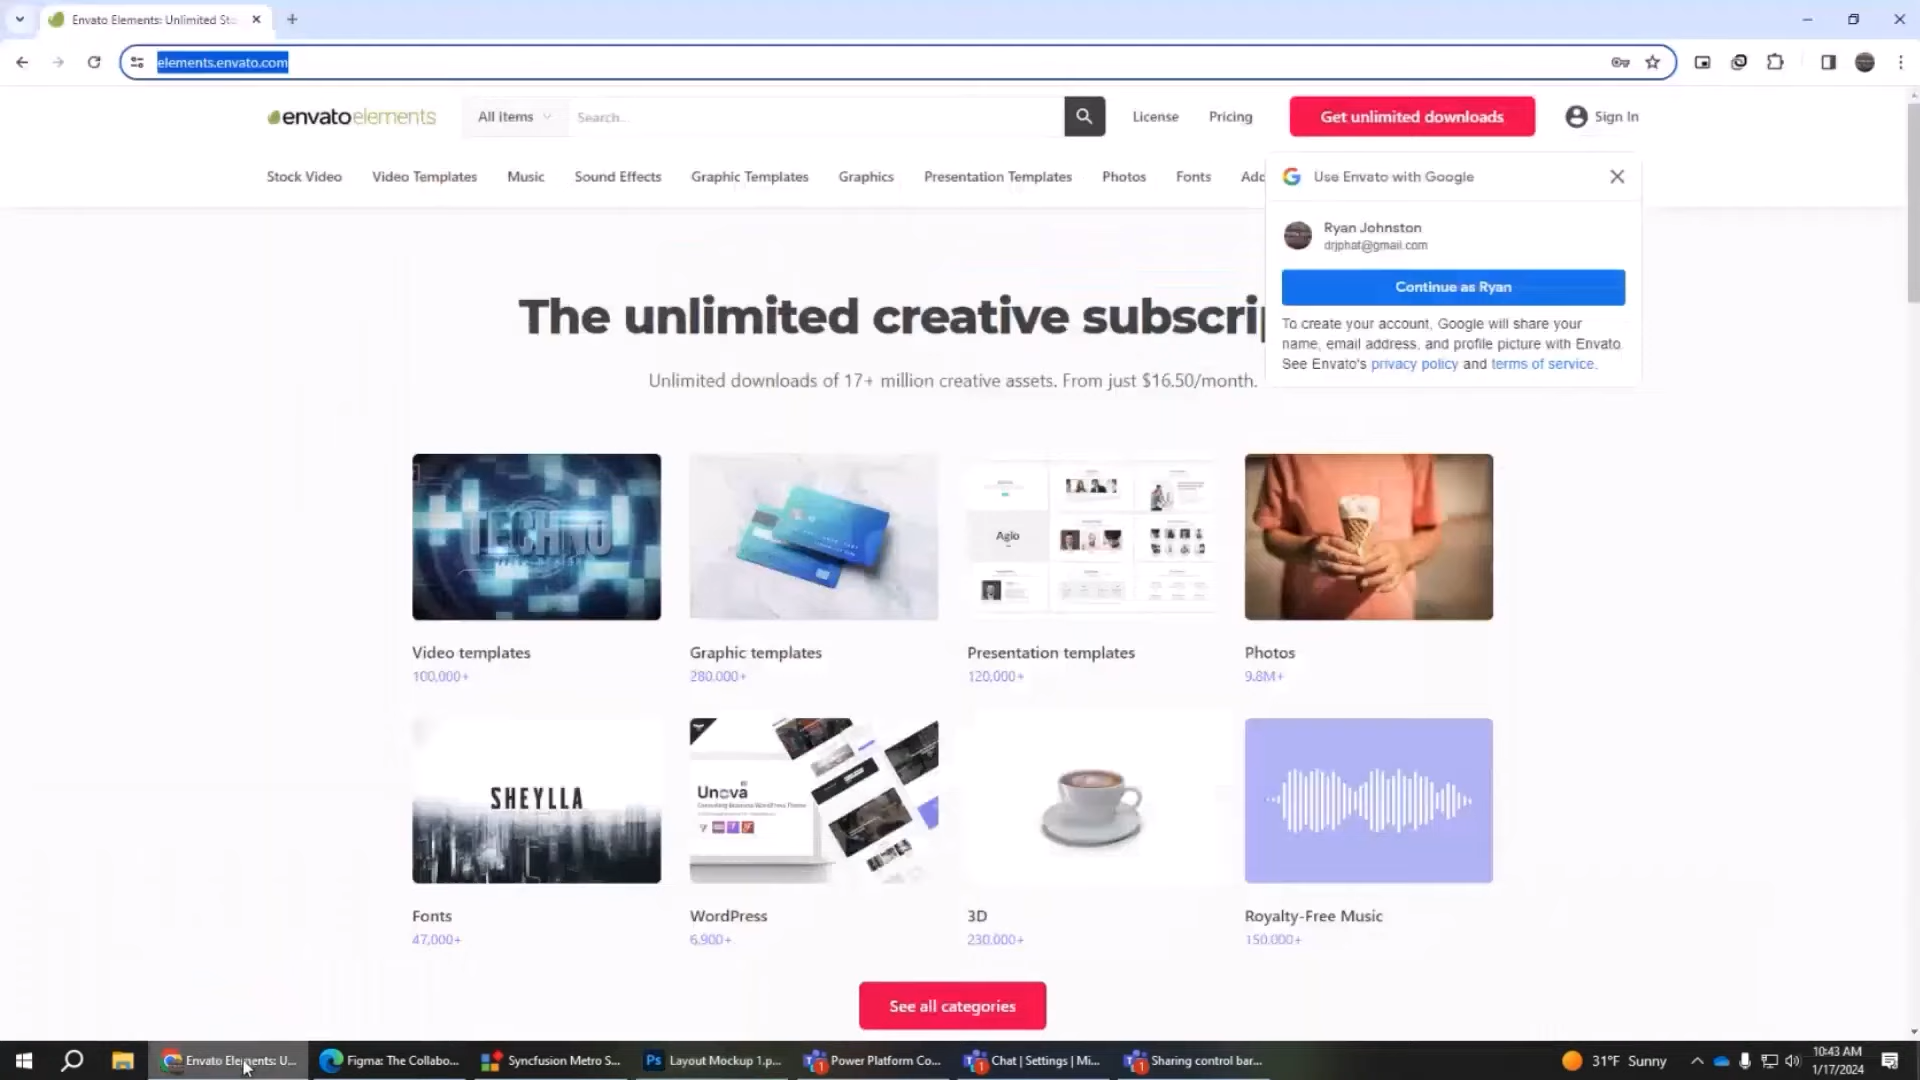 Envato Elements: Unlimited St
elements.envato.com
envatoelements
All items
Search...
License
Pricing
Get unlimited downloads
Sign In
Stock Video
Video Templates
Music
Sound Effects
Graphic Templates
Graphics
Presentation Templates
Photos
Fonts
Add
Use Envato with Google
Ryan Johnston
drjphat@gmail.com
Continue as Ryan
To create your account, Google will share your
name, email address, and profile picture with Envato
See Envato's privacy policy and terms of service.
The unlimited creative subscrip
Unlimited downloads of 17+ million creative assets. From just $16.50/month.
TECHNO
Aglo
Video templates
100,000+
Graphic templates
280,000+
Presentation templates
120,000+
Photos
9.8M+
SHEYLLA
Unova
Fonts
47,000+
WordPress
6,900+
3D
230,000+
Royalty-Free Music
150,000+
See all categories
Envato Elements: U...
Figma: The Collabo...
Syncfusion Metro S...
Ps
Layout Mockup 1.p...
Power Platform Co...
Chat | Settings | Mi...
Sharing control bar...
31°F Sunny
10:43 AM
1/17/2024